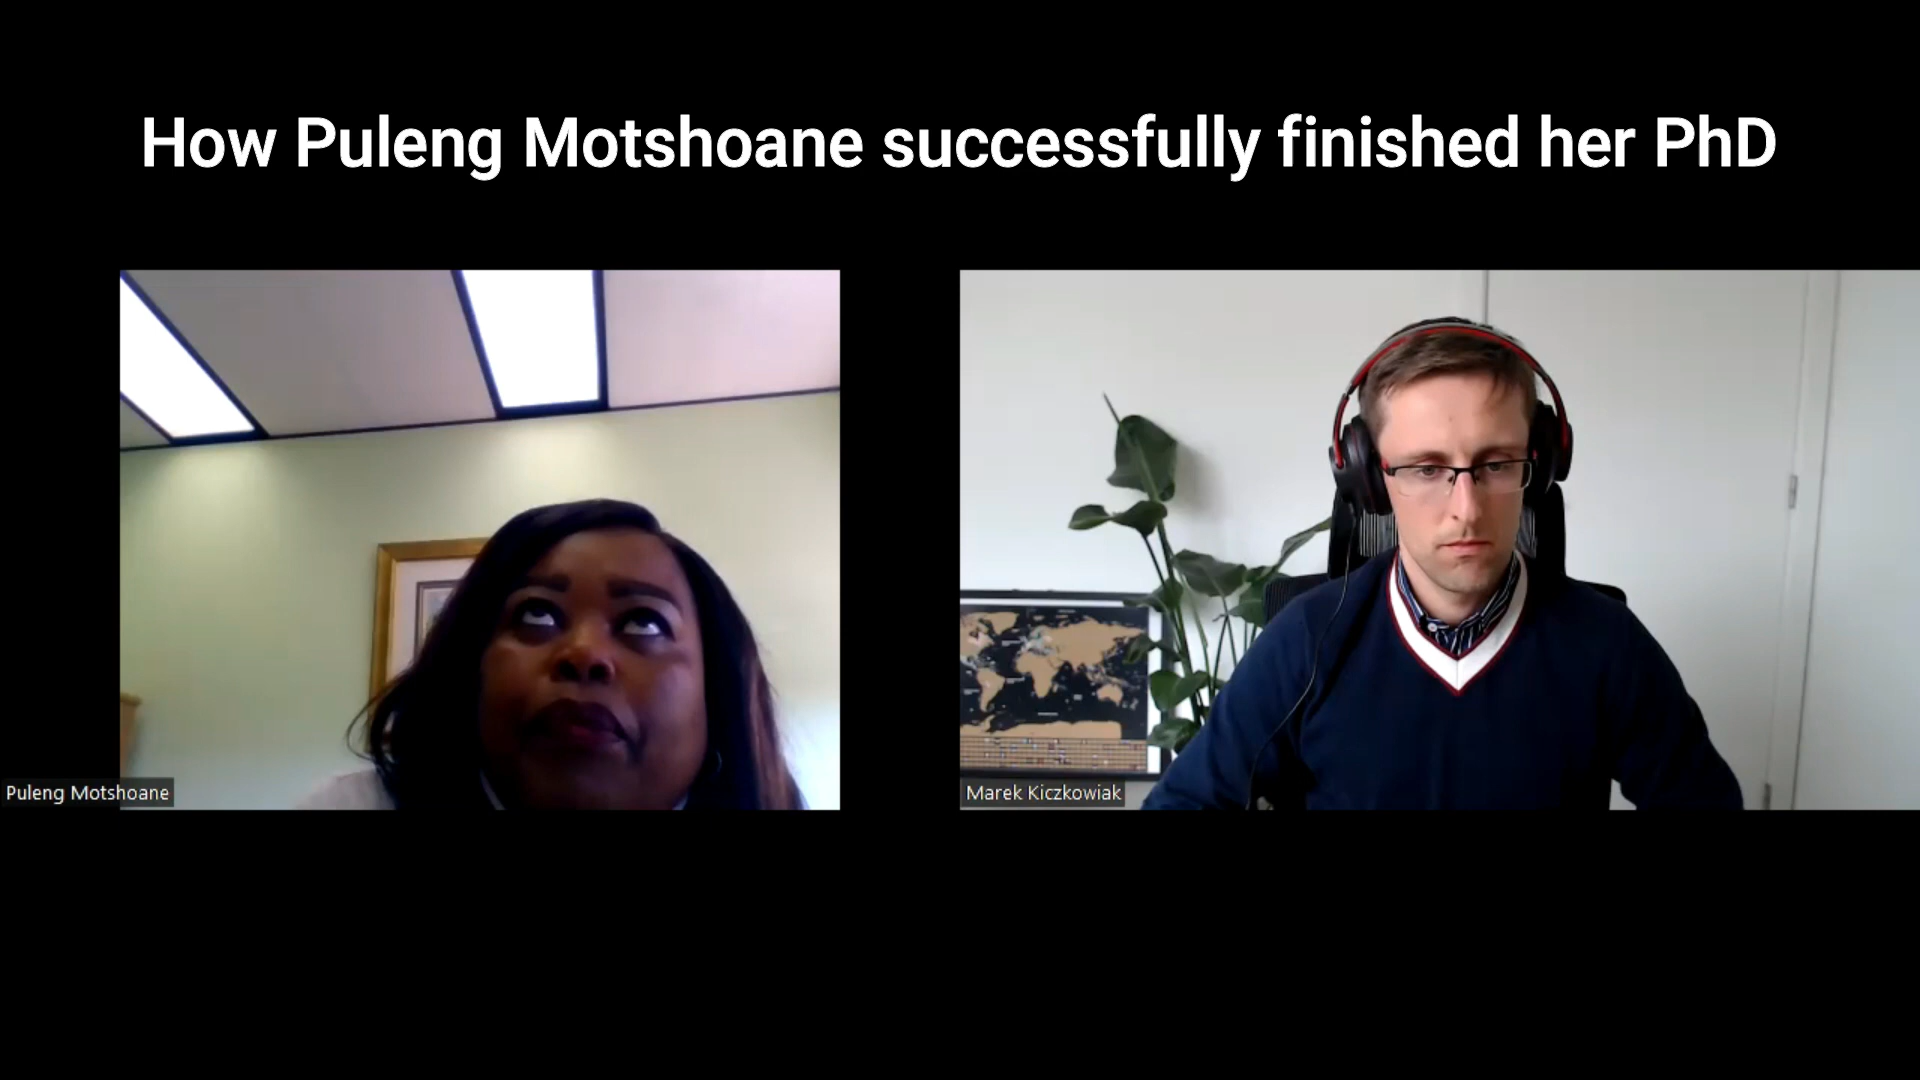 How Puleng Motshoane successfully finished her PhD
Puleng Motshoane
Marek Kiczkowiak